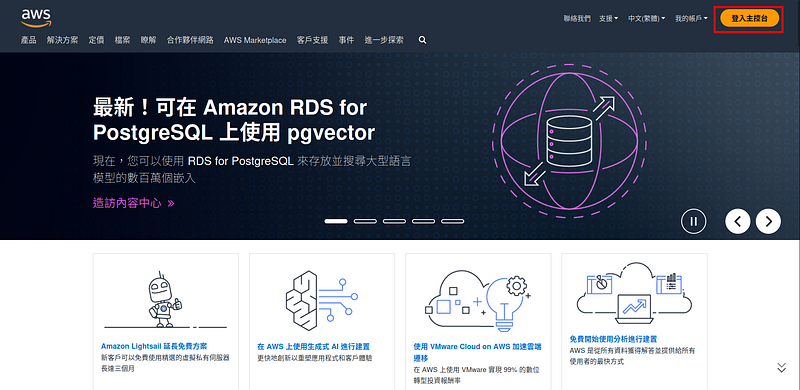 aws
聯絡我們 支援 中文(繁體) 我的帳戶 登入主控台
產品 解決方案 定價 檔案 瞭解 合作夥伴網路 AWS Marketplace 客戶支援 事件 進一步探索
最新！可在 Amazon RDS for
PostgreSQL 上使用 pgvector
現在，您可以使用 RDS for PostgreSQL 來存放並搜尋大型語言
模型的數百萬個嵌入
造訪內容中心 »
Amazon Lightsail 延長免費方案
新客戶可以免費使用精選的虛擬私有伺服器
長達三個月
在 AWS 上使用生成式 AI 進行建置
更快地創新以重塑應用程式和客戶體驗
使用 VMware Cloud on AWS 加速雲端
遷移
在 AWS 上使用 VMware 實現 99% 的數位
轉型投資報酬率
免費開始使用分析進行建置
AWS 是從所有資料獲得解答並提供給所有
使用者的最快方式